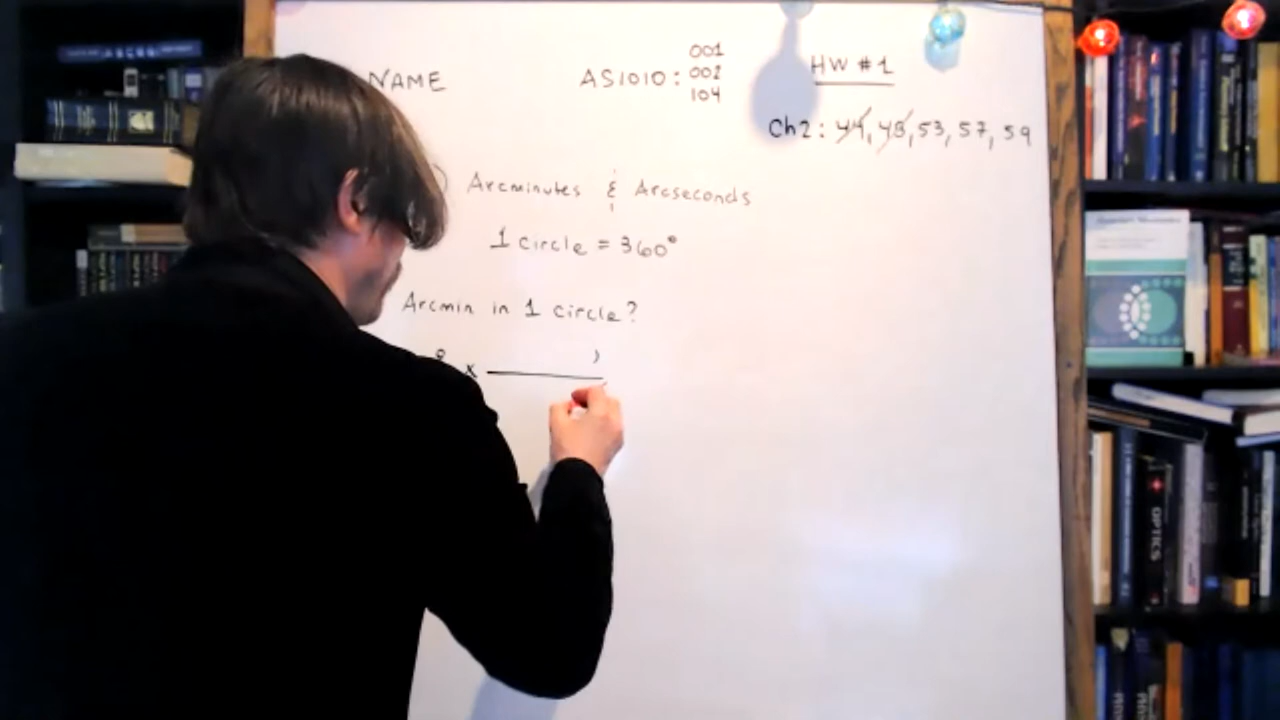 NAME
AS1010: 001
002
104
HW #1
Ch2: 44, 48, 53, 57, 59
) Arcminutes & Arcseconds
1 circle = 360°
Arcmin in 1 circle?
° x ——— ’
OPTICS